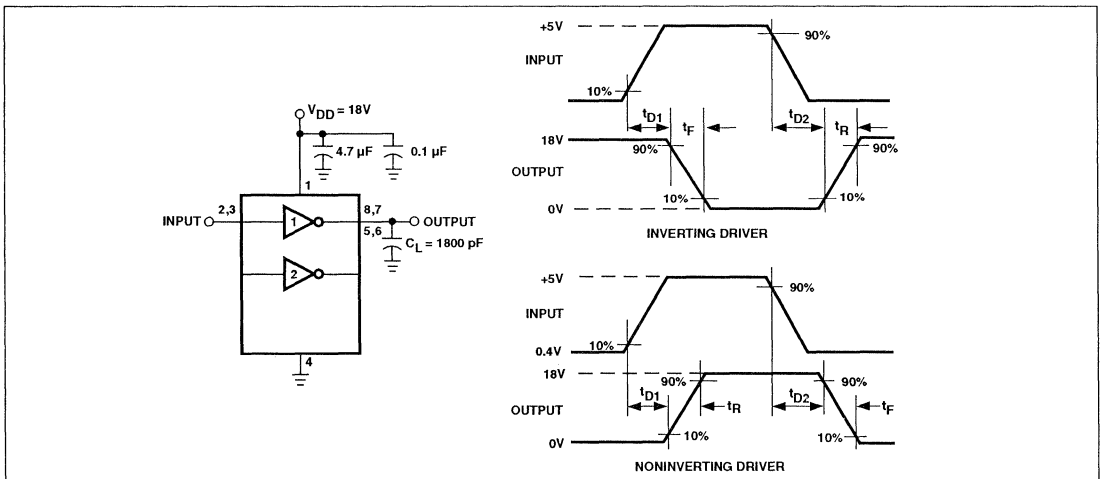 V_DD = 18V
4.7 µF
0.1 µF
1
INPUT
2,3
1
8,7
5,6
OUTPUT
C_L = 1800 pF
2
4
+5V
INPUT
90%
10%
t_D1
t_F
t_D2
t_R
18V
90%
90%
OUTPUT
10%
10%
0V
INVERTING DRIVER
+5V
90%
INPUT
10%
0.4V
18V
90%
90%
t_D1
t_R
t_D2
t_F
OUTPUT
10%
10%
0V
NONINVERTING DRIVER